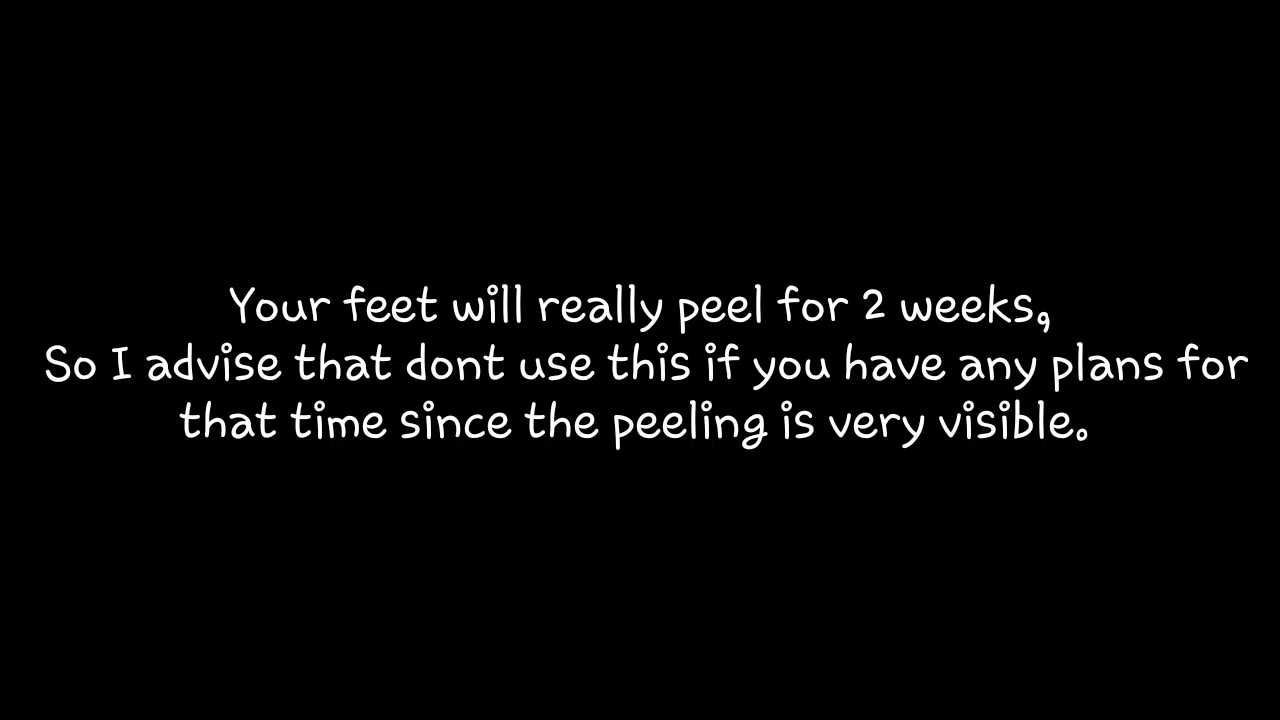 Your feet will really peel for 2 weeks,
So I advise that dont use this if you have any plans for
that time since the peeling is very visible.